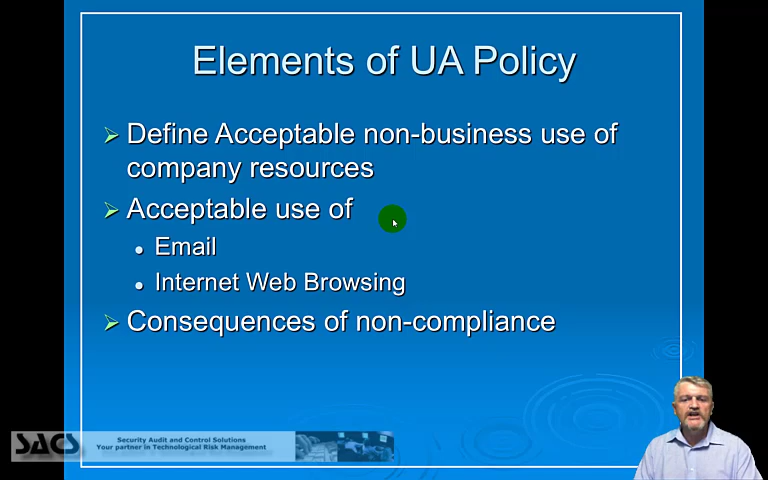 Elements of UA Policy
Define Acceptable non-business use of
company resources
Acceptable use of
Email
Internet Web Browsing
Consequences of non-compliance
SACS
Security Audit and Control Solutions
Your partner in Technological Risk Management